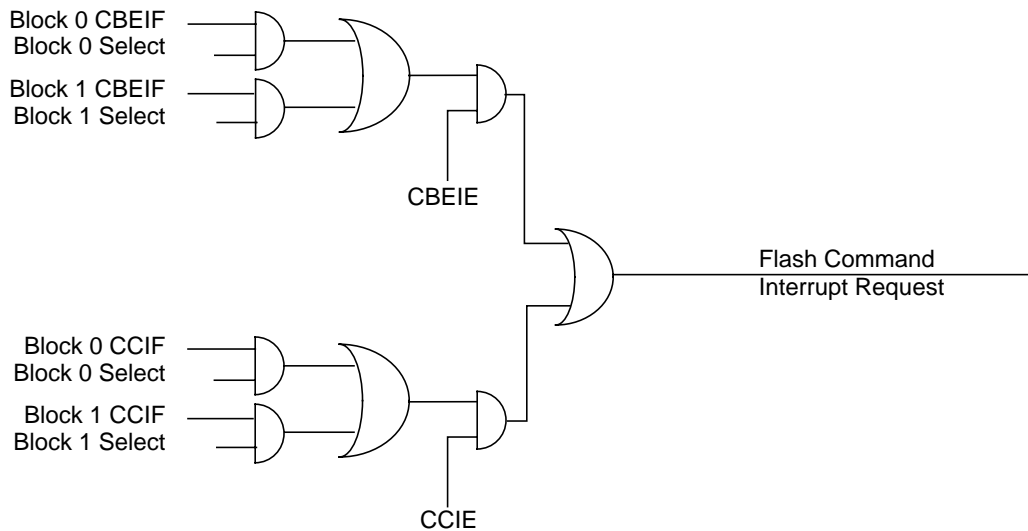 Block 0 CBEIF
Block 0 Select
Block 1 CBEIF
Block 1 Select
CBEIE
Flash Command
Interrupt Request
Block 0 CCIF
Block 0 Select
Block 1 CCIF
Block 1 Select
CCIE